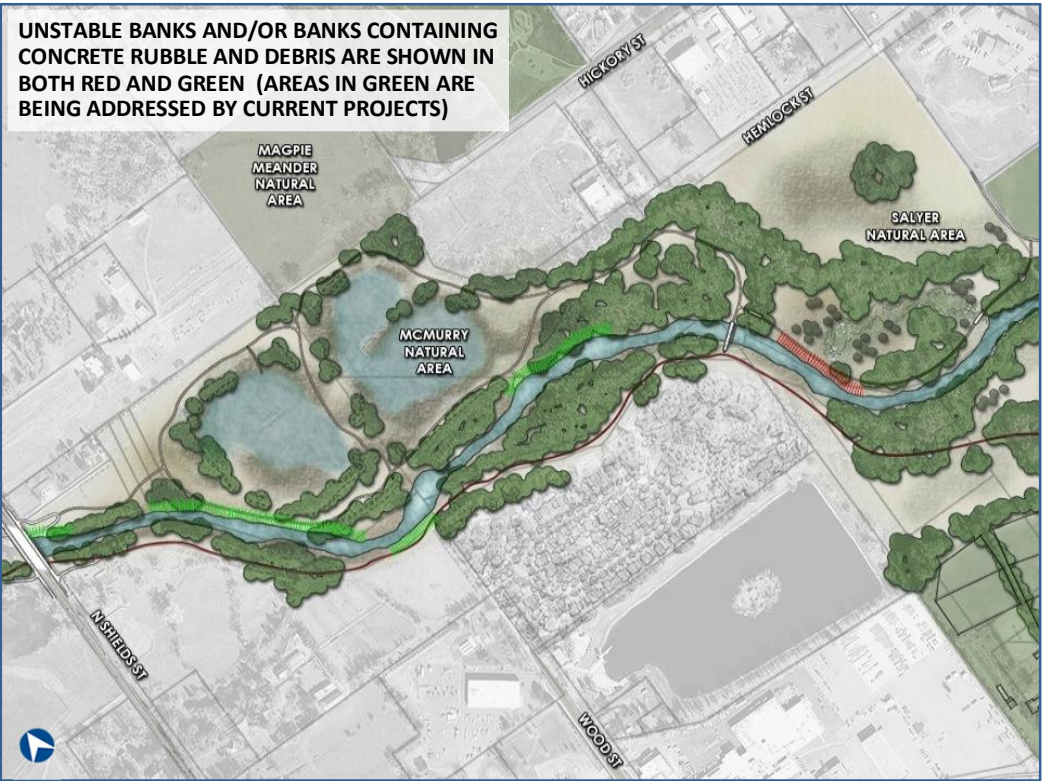 UNSTABLE BANKS AND/OR BANKS CONTAINING
CONCRETE RUBBLE AND DEBRIS ARE SHOWN IN
BOTH RED AND GREEN (AREAS IN GREEN ARE
BEING ADDRESSED BY CURRENT PROJECTS)
HICKORY ST
HEMLOCK ST
MAGPIE
MEANDER
NATURAL
AREA
SALYER
NATURAL AREA
MCMURRY
NATURAL
AREA
N SHIELDS ST
WOOD ST